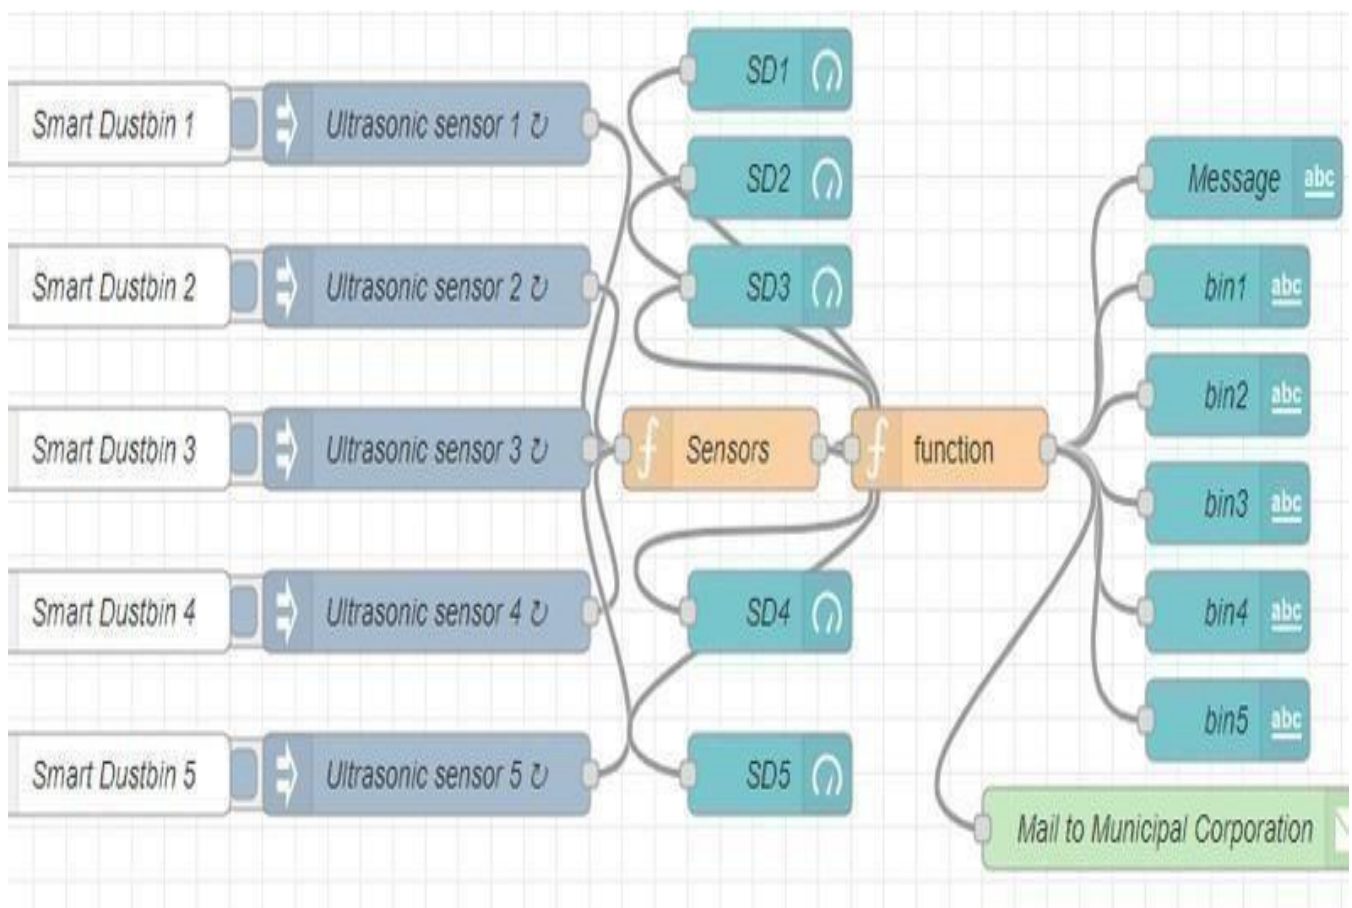 Smart Dustbin 1
Ultrasonic sensor 1 ↻
Smart Dustbin 2
Ultrasonic sensor 2 ↻
Smart Dustbin 3
Ultrasonic sensor 3 ↻
Smart Dustbin 4
Ultrasonic sensor 4 ↻
Smart Dustbin 5
Ultrasonic sensor 5 ↻
SD1
SD2
SD3
Sensors
function
SD4
SD5
Message abc
bin1 abc
bin2 abc
bin3 abc
bin4 abc
bin5 abc
Mail to Municipal Corporation